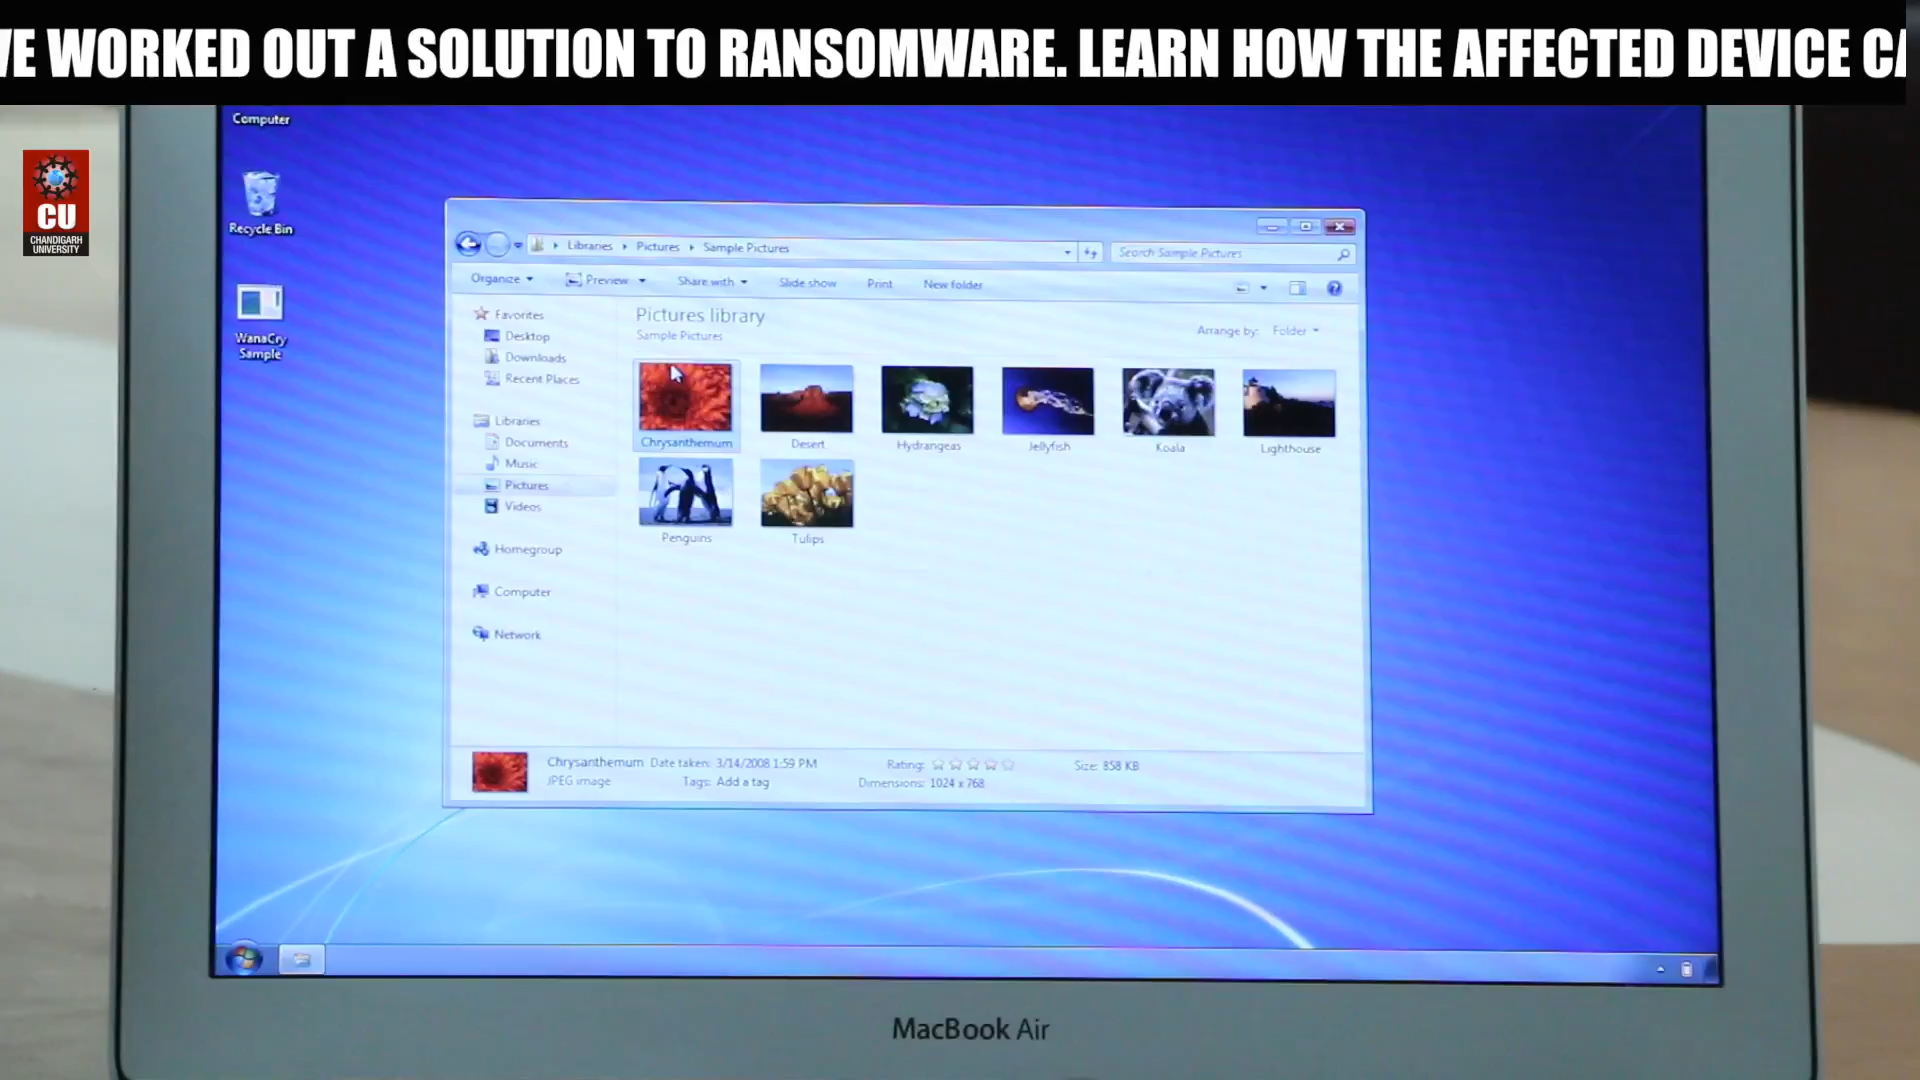 VE WORKED OUT A SOLUTION TO RANSOMWARE. LEARN HOW THE AFFECTED DEVICE CA
CU
CHANDIGARH
UNIVERSITY
Computer
Recycle Bin
WanaCry
Sample
Libraries Pictures Sample Pictures
Search Sample Pictures
Organize Preview Share with Slide show Print New folder
Favorites
Desktop
Downloads
Recent Places
Libraries
Documents
Music
Pictures
Videos
Homegroup
Computer
Network
Pictures library
Sample Pictures
Arrange by: Folder
Chrysanthemum
Desert
Hydrangeas
Jellyfish
Koala
Lighthouse
Penguins
Tulips
Chrysanthemum Date taken: 3/14/2008 1:59 PM Rating: Size: 858 KB
JPEG image Tags: Add a tag Dimensions: 1024 x 768
MacBook Air